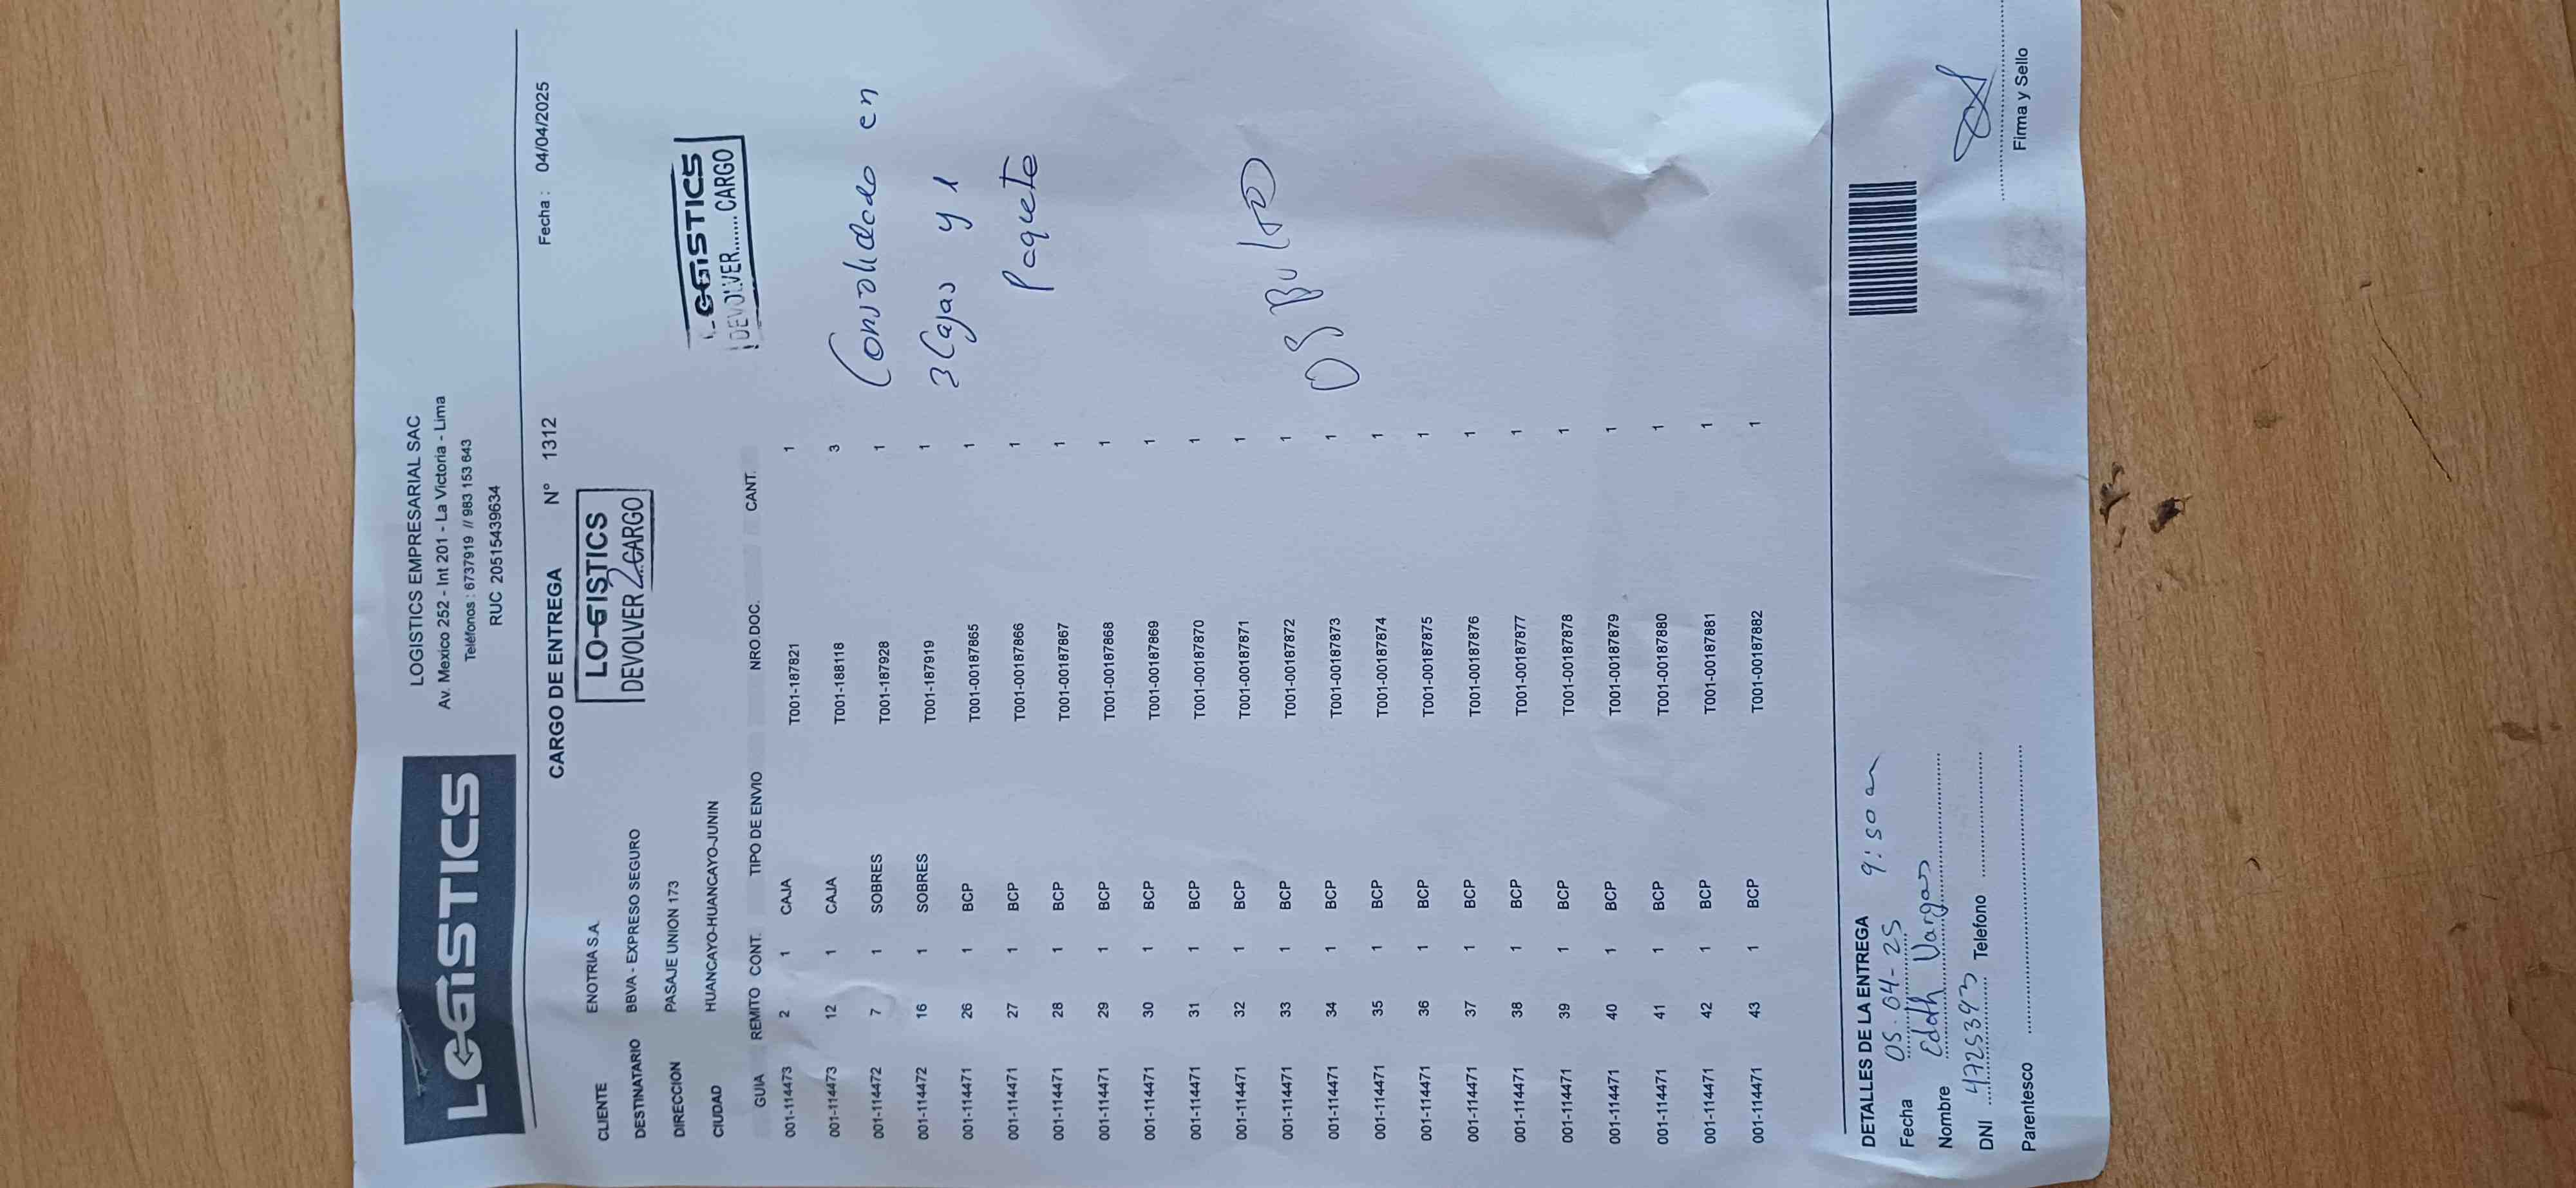 LOGISTICS
LOGISTICS EMPRESARIAL SAC
Av. Mexico 252 - Int 201 - La Victoria - Lima
Teléfonos : 6737919 // 983 153 643
RUC 20515439634
CARGO DE ENTREGA N° 1312 Fecha : 04/04/2025
CLIENTE ENOTRIA S.A.
DESTINATARIO BBVA - EXPRESO SEGURO
DIRECCION PASAJE UNION 173
CIUDAD HUANCAYO-HUANCAYO-JUNIN
LOGISTICS
DEVOLVER 2 CARGO
LOGISTICS
DEVOLVER....... CARGO
GUIA REMITO CONT. TIPO DE ENVIO NRO.DOC. CANT.
001-114473 2 1 CAJA T001-187821 1
001-114473 12 1 CAJA T001-188118 3
001-114472 7 1 SOBRES T001-187928 1
001-114472 16 1 SOBRES T001-187919 1
001-114471 26 1 BCP T001-00187865 1
001-114471 27 1 BCP T001-00187866 1
001-114471 28 1 BCP T001-00187867 1
001-114471 29 1 BCP T001-00187868 1
001-114471 30 1 BCP T001-00187869 1
001-114471 31 1 BCP T001-00187870 1
001-114471 32 1 BCP T001-00187871 1
001-114471 33 1 BCP T001-00187872 1
001-114471 34 1 BCP T001-00187873 1
001-114471 35 1 BCP T001-00187874 1
001-114471 36 1 BCP T001-00187875 1
001-114471 37 1 BCP T001-00187876 1
001-114471 38 1 BCP T001-00187877 1
001-114471 39 1 BCP T001-00187878 1
001-114471 40 1 BCP T001-00187879 1
001-114471 41 1 BCP T001-00187880 1
001-114471 42 1 BCP T001-00187881 1
001-114471 43 1 BCP T001-00187882 1
Consolidado en
3 Cajas y 1
Paquete
03 Bultos
DETALLES DE LA ENTREGA
Fecha 05.04-25 9:50 am
Nombre Edith Vargas
DNI 47253393 Telefono
Parentesco
Firma y Sello